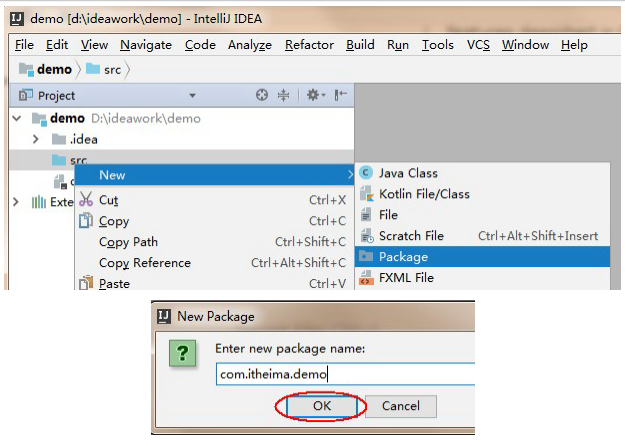 demo [d:\ideawork\demo] - IntelliJ IDEA
File Edit View Navigate Code Analyze Refactor Build Run Tools VCS Window Help
demo src
Project
demo D:\ideawork\demo
.idea
src
New
Java Class
Cut Ctrl+X
Kotlin File/Class
Exte
Copy Ctrl+C
File
Copy Path Ctrl+Shift+C
Scratch File Ctrl+Alt+Shift+Insert
Copy Reference Ctrl+Alt+Shift+C
Package
Paste Ctrl+V
FXML File
New Package
Enter new package name:
com.itheima.demo
OK Cancel